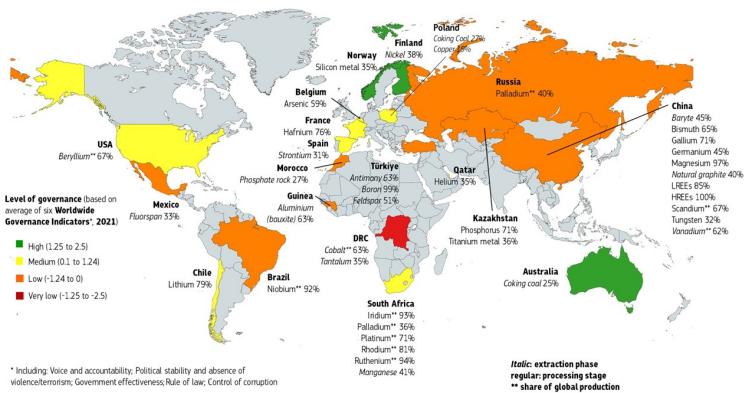 Poland
Coking Coal 27%
Copper 19%
Finland
Nickel 38%
Norway
Silicon metal 35%
Russia
Palladium** 40%
Belgium
Arsenic 59%
France
Hafnium 76%
Spain
Strontium 31%
Morocco
Phosphate rock 27%
Türkiye
Antimony 63%
Boron 99%
Feldspar 51%
Qatar
Helium 35%
China
Baryte 45%
Bismuth 65%
Gallium 71%
Germanium 45%
Magnesium 97%
Natural graphite 40%
LREEs 85%
HREEs 100%
Scandium** 67%
Tungsten 32%
Vanadium** 62%
USA
Beryllium** 67%
Level of governance (based on
average of six Worldwide
Governance Indicators*, 2021)
High (1.25 to 2.5)
Medium (0.1 to 1.24)
Low (-1.24 to 0)
Very low (-1.25 to -2.5)
Mexico
Fluorspan 33%
Guinea
Aluminium
(bauxite) 63%
DRC
Cobalt** 63%
Tantalum 35%
Kazakhstan
Phosphorus 71%
Titanium metal 36%
Chile
Lithium 79%
Brazil
Niobium** 92%
Australia
Coking coal 25%
South Africa
Iridium** 93%
Palladium** 36%
Platinum** 71%
Rhodium** 81%
Ruthenium** 94%
Manganese 41%
* Including: Voice and accountability; Political stability and absence of
violence/terrorism; Government effectiveness; Rule of law; Control of corruption
Italic: extraction phase
regular: processing stage
** share of global production